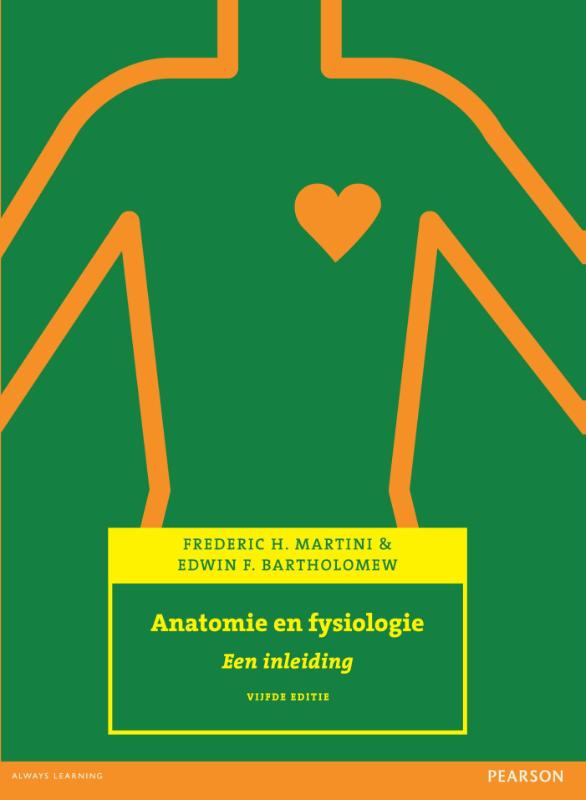 FREDERIC H. MARTINI &
EDWIN F. BARTHOLOMEW
Anatomie en fysiologie
Een inleiding
VIJFDE EDITIE
ALWAYS LEARNING
PEARSON